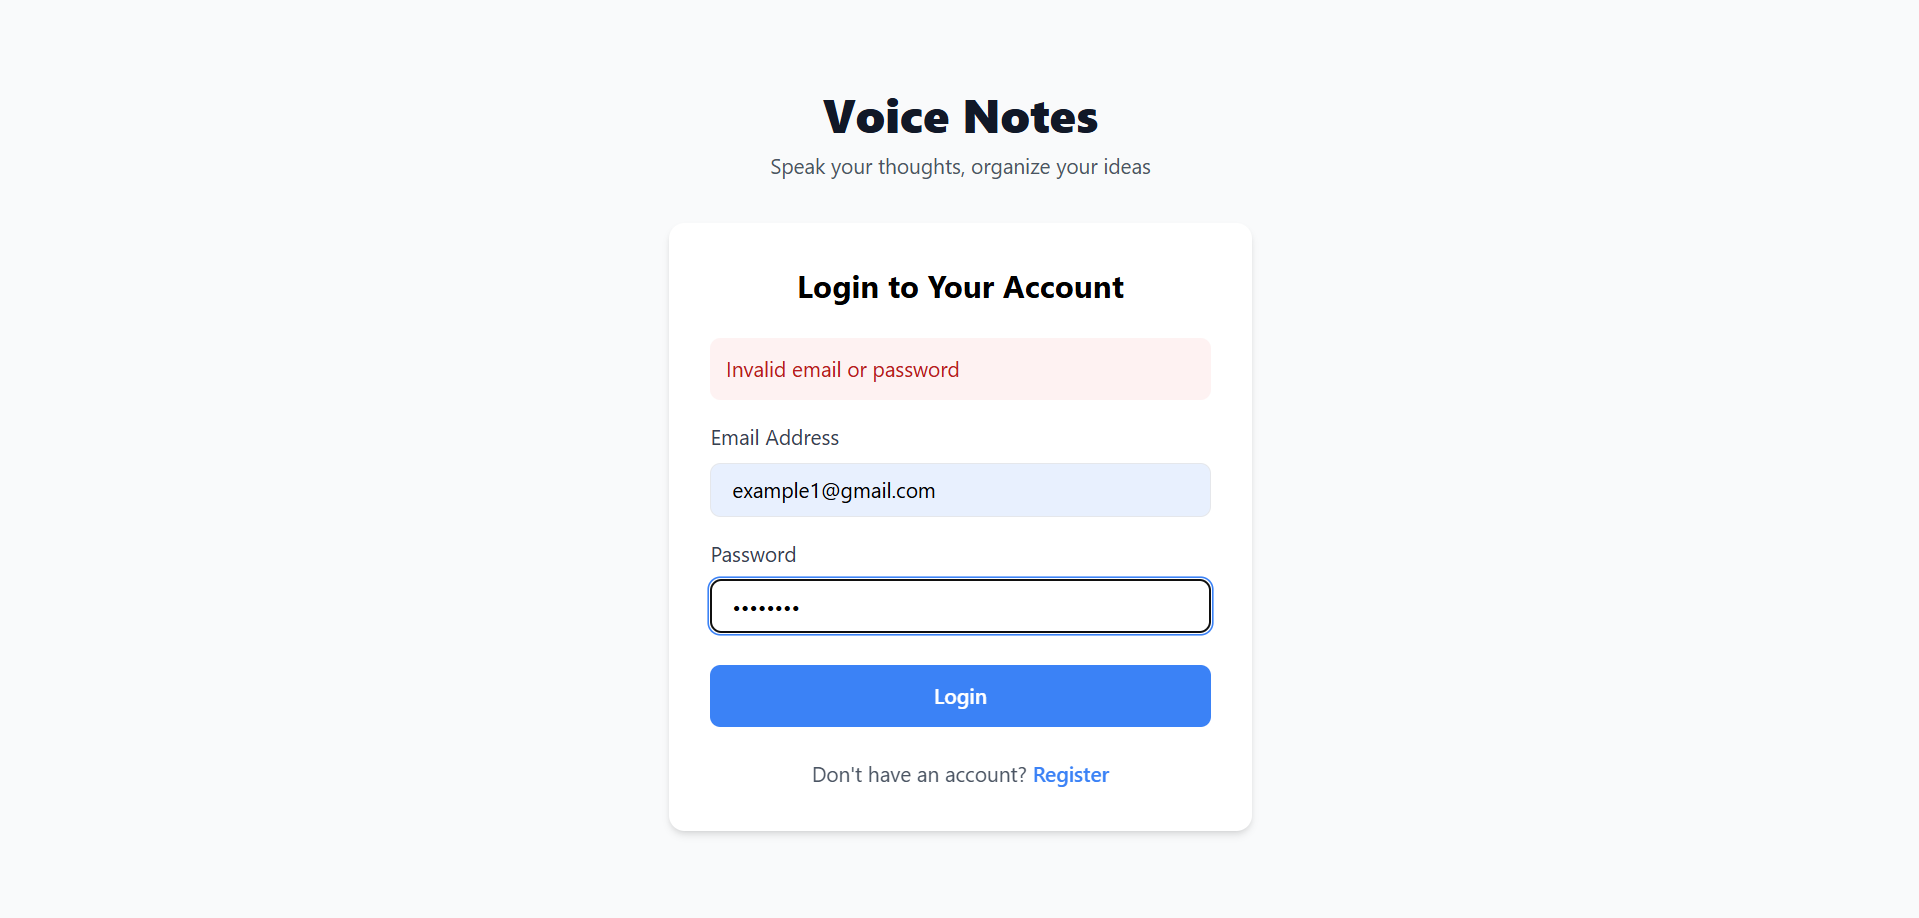 Voice Notes
Speak your thoughts, organize your ideas
Login to Your Account
Invalid email or password
Email Address
example1@gmail.com
Password
••••••••
Login
Don't have an account? Register